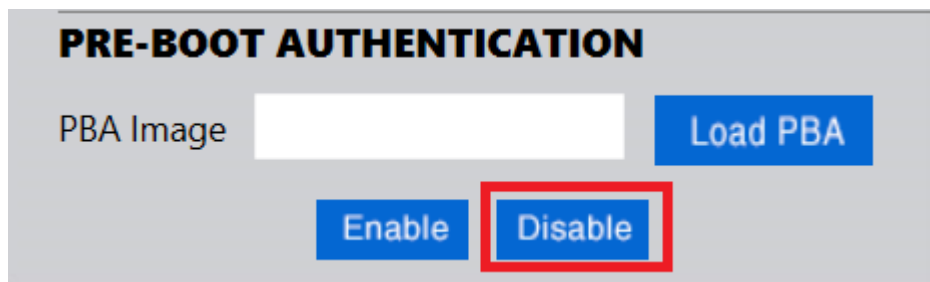 PRE-BOOT AUTHENTICATION
PBA Image
Load PBA
Enable
Disable